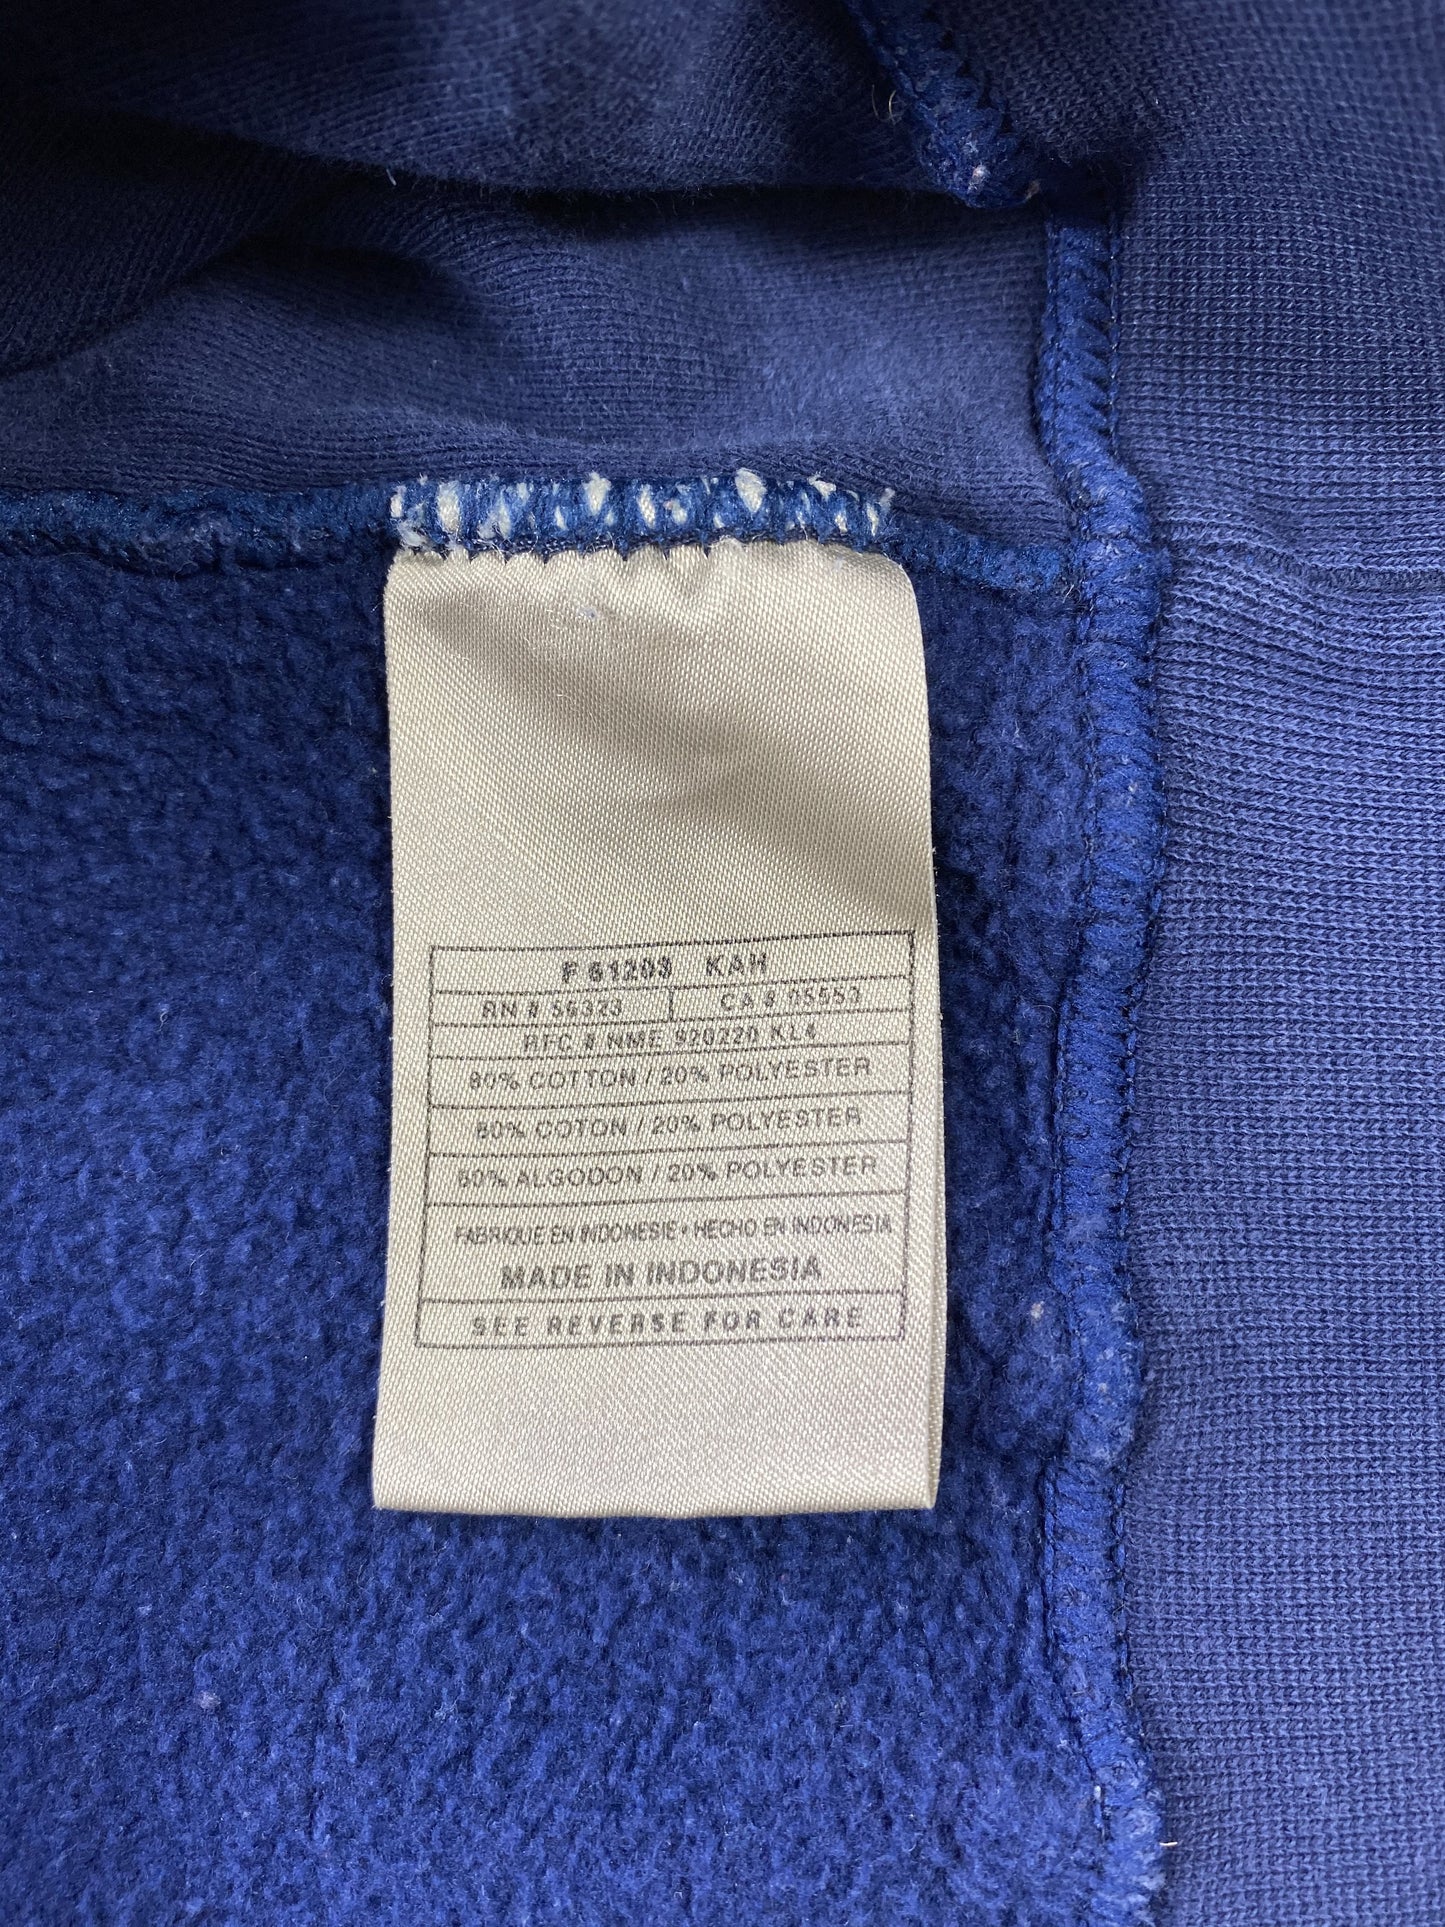 F 61203 KAH
RN # 56323 CA # 05553
RFC # NME 920220 KL4
80% COTTON / 20% POLYESTER
80% COTON / 20% POLYESTER
80% ALGODON / 20% POLYESTER
FABRIQUE EN INDONESIE • HECHO EN INDONESIA
MADE IN INDONESIA
SEE REVERSE FOR CARE